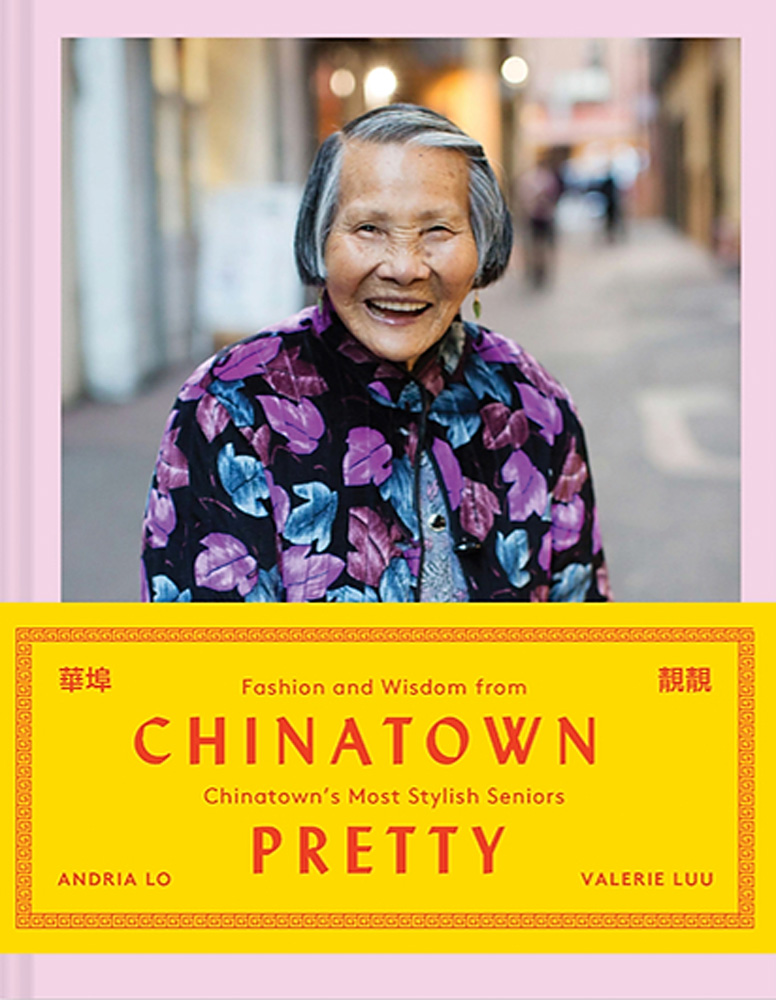 華埠
靚靚
Fashion and Wisdom from
CHINATOWN
Chinatown's Most Stylish Seniors
PRETTY
ANDRIA LO
VALERIE LUU